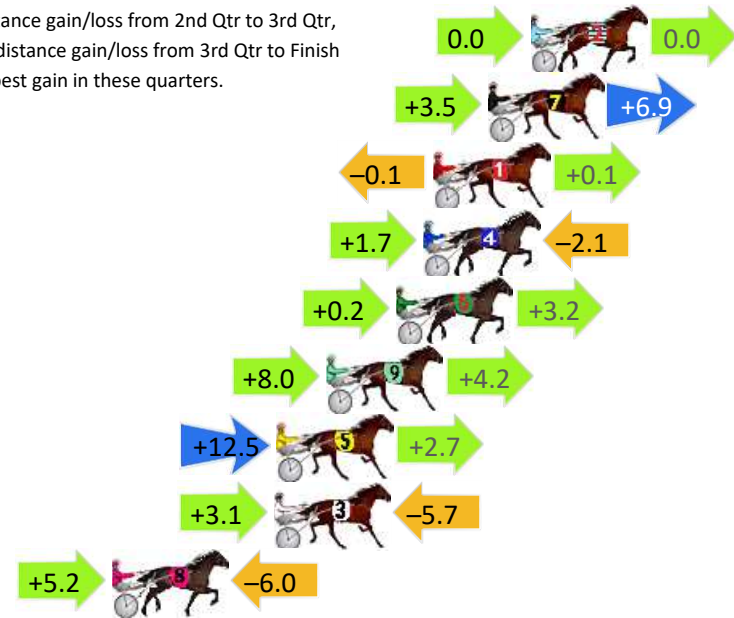 ance gain/loss from 2nd Qtr to 3rd Qtr,
distance gain/loss from 3rd Qtr to Finish
est gain in these quarters.
0.0 0.0
+3.5 7 +6.9
–0.1 1 +0.1
+1.7 4 –2.1
+0.2 +3.2
+8.0 9 +4.2
+12.5 5 +2.7
+3.1 3 –5.7
+5.2 8 –6.0